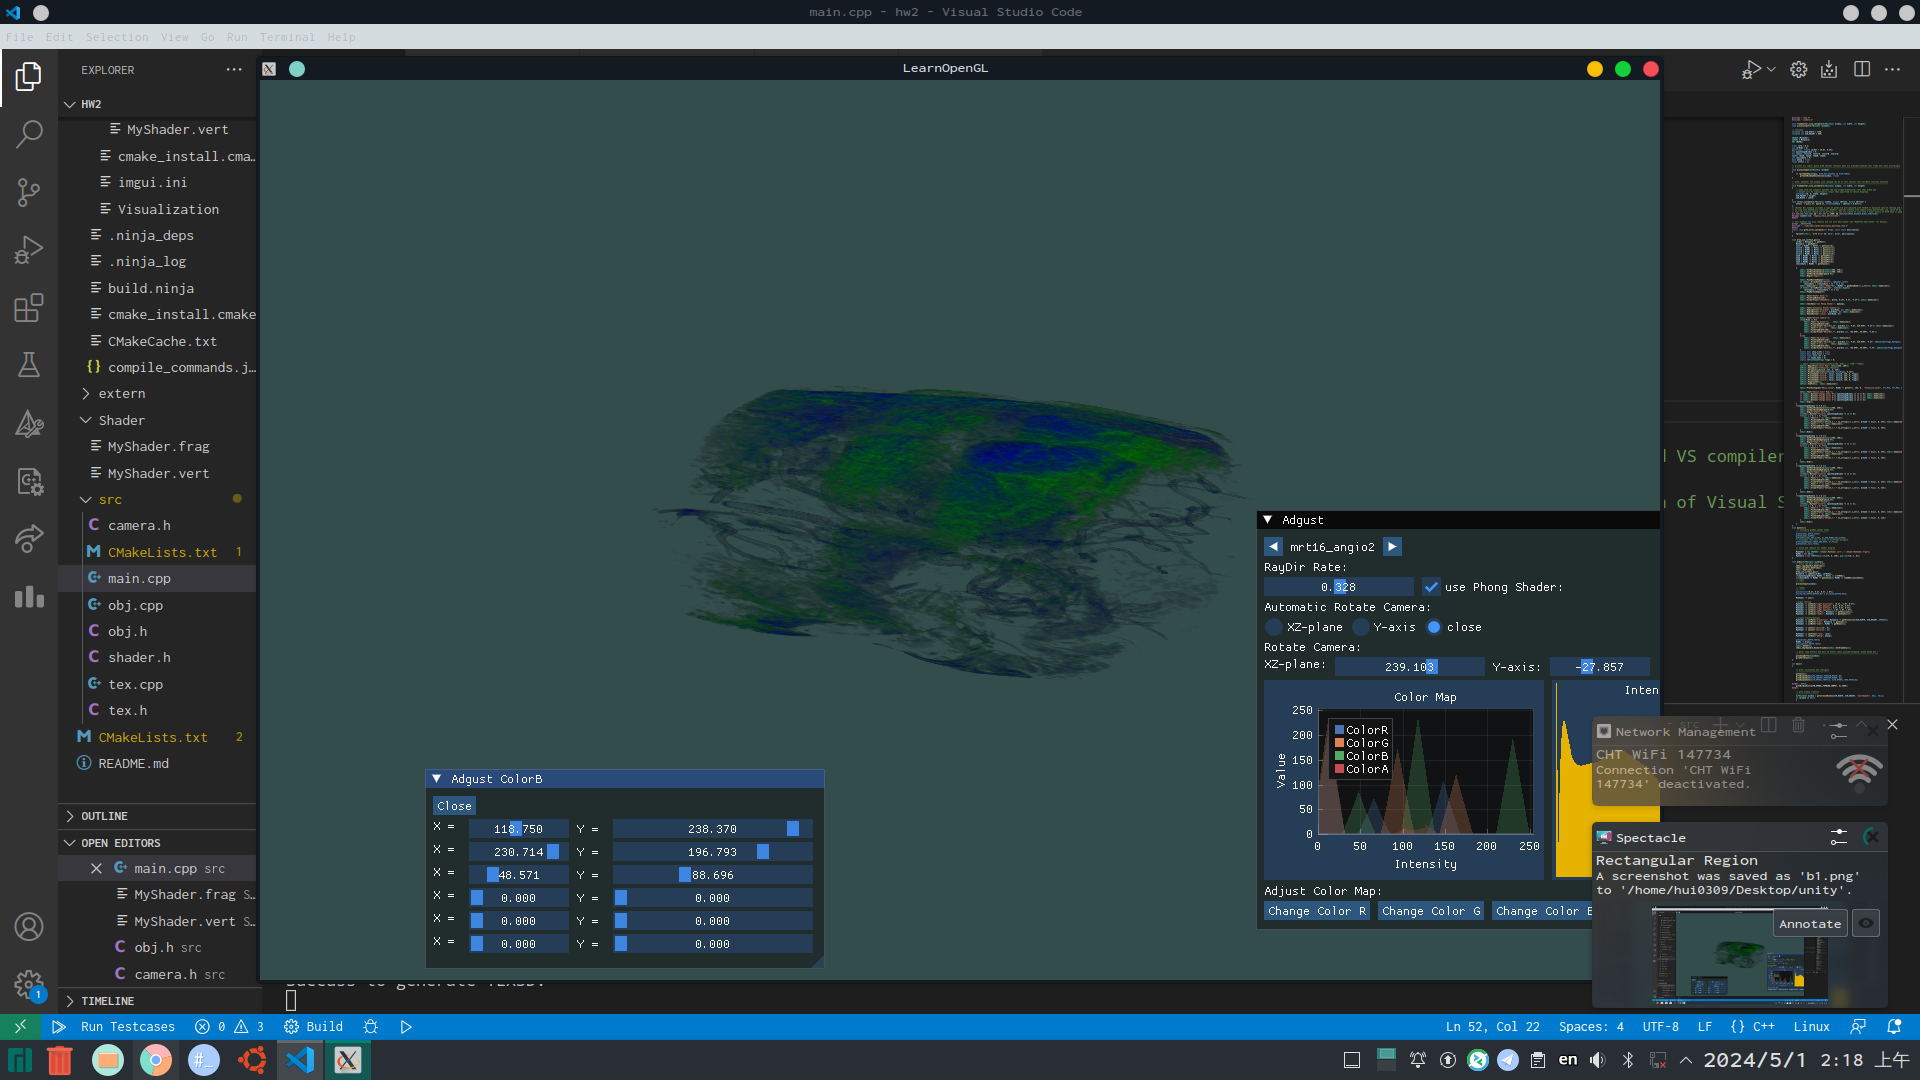 main.cpp - hw2 - Visual Studio Code
File Edit Selection View Go Run Terminal Help
EXPLORER
HW2
MyShader.vert
cmake_install.cma…
imgui.ini
Visualization
.ninja_deps
.ninja_log
build.ninja
cmake_install.cmake
CMakeCache.txt
compile_commands.j…
extern
Shader
MyShader.frag
MyShader.vert
src
camera.h
CMakeLists.txt 1
main.cpp
obj.cpp
obj.h
shader.h
tex.cpp
tex.h
CMakeLists.txt 2
README.md
OUTLINE
OPEN EDITORS
main.cpp src
MyShader.frag S…
MyShader.vert S…
obj.h src
camera.h src
TIMELINE
LearnOpenGL
VS compiler
n of Visual S
Adgust
mrt16_angio2
RayDir Rate:
0.328 use Phong Shader:
Automatic Rotate Camera:
XZ-plane Y-axis close
Rotate Camera:
XZ-plane: 239.103 Y-axis: -27.857
Color Map
Inten
250
200
150
100
50
0
Value
ColorR
ColorG
ColorB
ColorA
0 50 100 150 200 250
Intensity
Adjust Color Map:
Change Color R Change Color G Change Color B
Adgust ColorB
Close
X = 118.750 Y = 238.370
X = 230.714 Y = 196.793
X = 48.571 Y = 88.696
X = 0.000 Y = 0.000
X = 0.000 Y = 0.000
X = 0.000 Y = 0.000
src
Network Management
CHT WiFi 147734
Connection 'CHT WiFi
147734' deactivated.
Spectacle
Rectangular Region
A screenshot was saved as 'b1.png'
to '/home/hui0309/Desktop/unity'.
Annotate
1
Run Testcases 0 3 Build
Ln 52, Col 22 Spaces: 4 UTF-8 LF {} C++ Linux
en 2024/5/1 2:18 上午